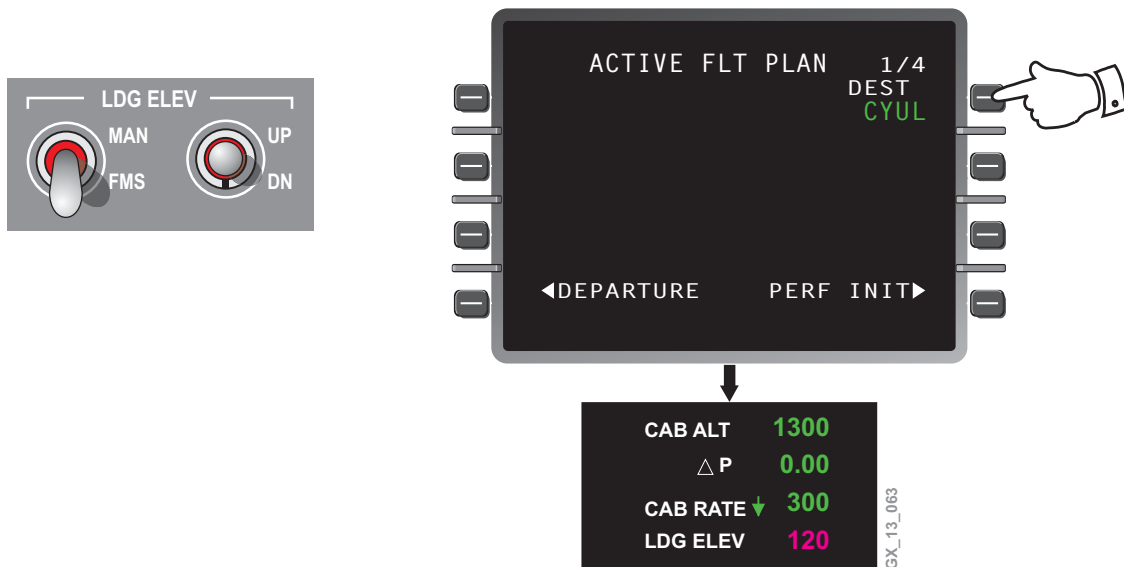 LDG ELEV
MAN
FMS
UP
DN
ACTIVE FLT PLAN 1/4
DEST
CYUL
◀DEPARTURE PERF INIT▶
CAB ALT 1300
△ P 0.00
CAB RATE ↓ 300
LDG ELEV 120
GX_13_063